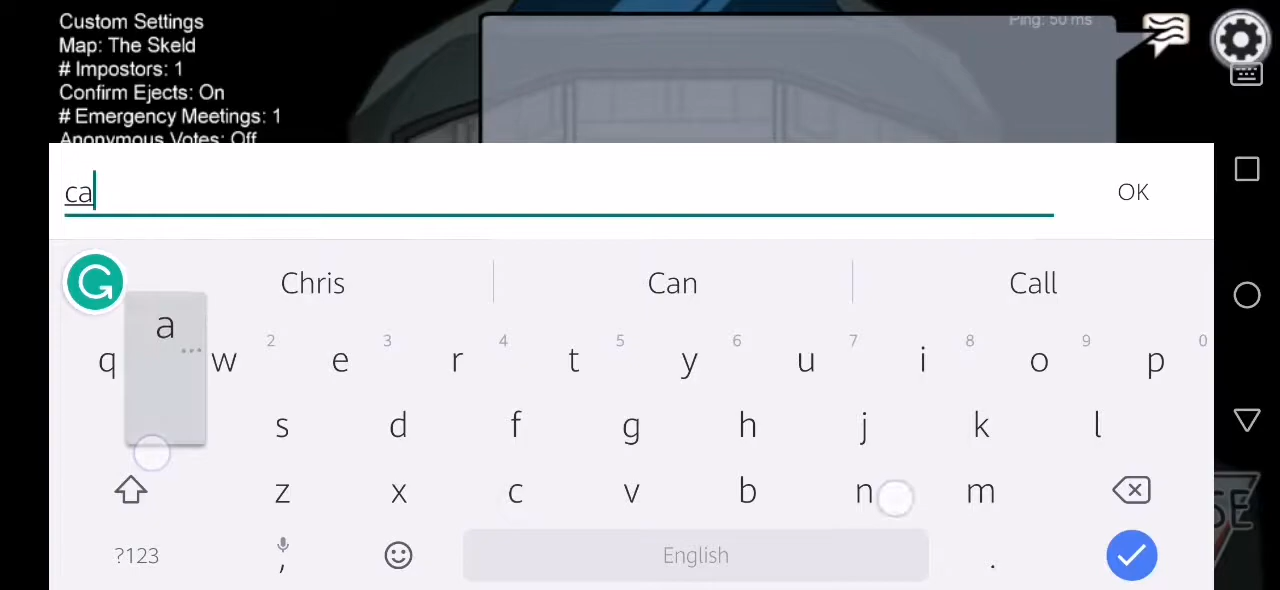 Custom Settings
Map: The Skeld
# Impostors: 1
Confirm Ejects: On
# Emergency Meetings: 1
Anonymous Votes: Off
Ping: 50 ms
ca
OK
Chris Can Call
a
2 3 4 5 6 7 8 9 0
q w e r t y u i o p
s d f g h j k l
z x c v b n m
?123 , English .
SE